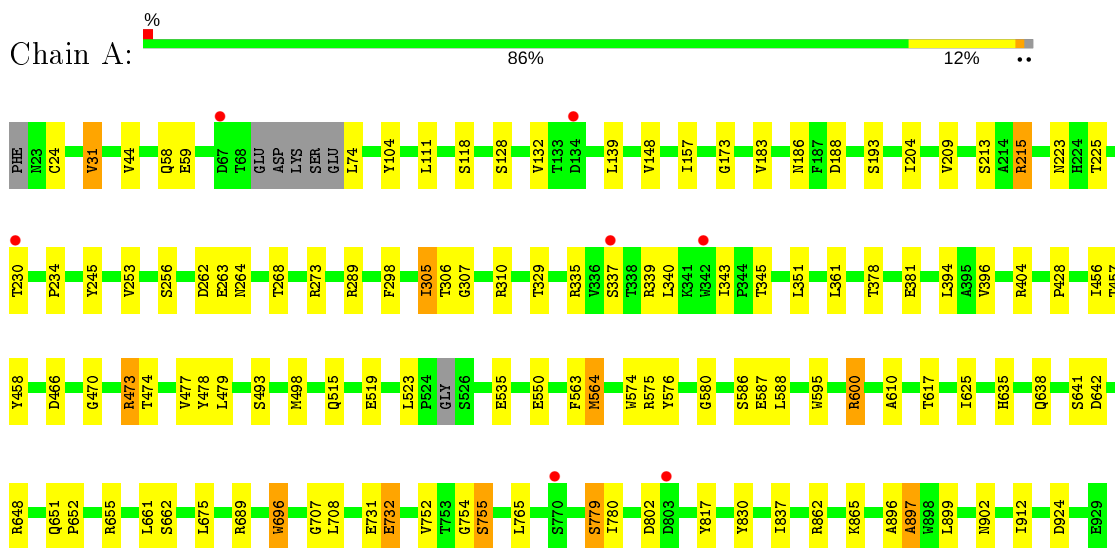 %
Chain A:
86% 12% ••
PHE N23 C24 V31 V44 Q58 E59 D67 T68 GLU ASP LYS SER GLU L74 Y104 L111 S118 S128 V132 T133 D134 L139 V148 I157 G173 V183 N186 F187 D188 S193 I204 V209 S213 A214 R215 N223 H224 T225
T230 P234 Y245 V253 S256 D262 E263 N264 T268 R273 R289 F298 I305 T306 G307 R310 T329 R335 V336 S337 T338 R339 L340 K341 W342 I343 P344 T345 L351 L361 T378 E381 L394 A395 V396 R404 P428 I456 T457
Y458 D466 G470 R473 T474 V477 Y478 L479 S493 M498 Q515 E519 L523 P524 GLY S526 E535 E550 F563 M564 W574 R575 Y576 G580 S586 E587 L588 W595 R600 A610 T617 I625 H635 Q638 S641 D642
R648 Q651 P652 R655 L661 S662 L675 R689 W696 G707 L708 E731 E732 V752 T753 G754 S755 L765 S770 S779 I780 D802 D803 Y817 Y830 I837 R862 K865 A896 A897 W898 L899 N902 I912 D924 E929